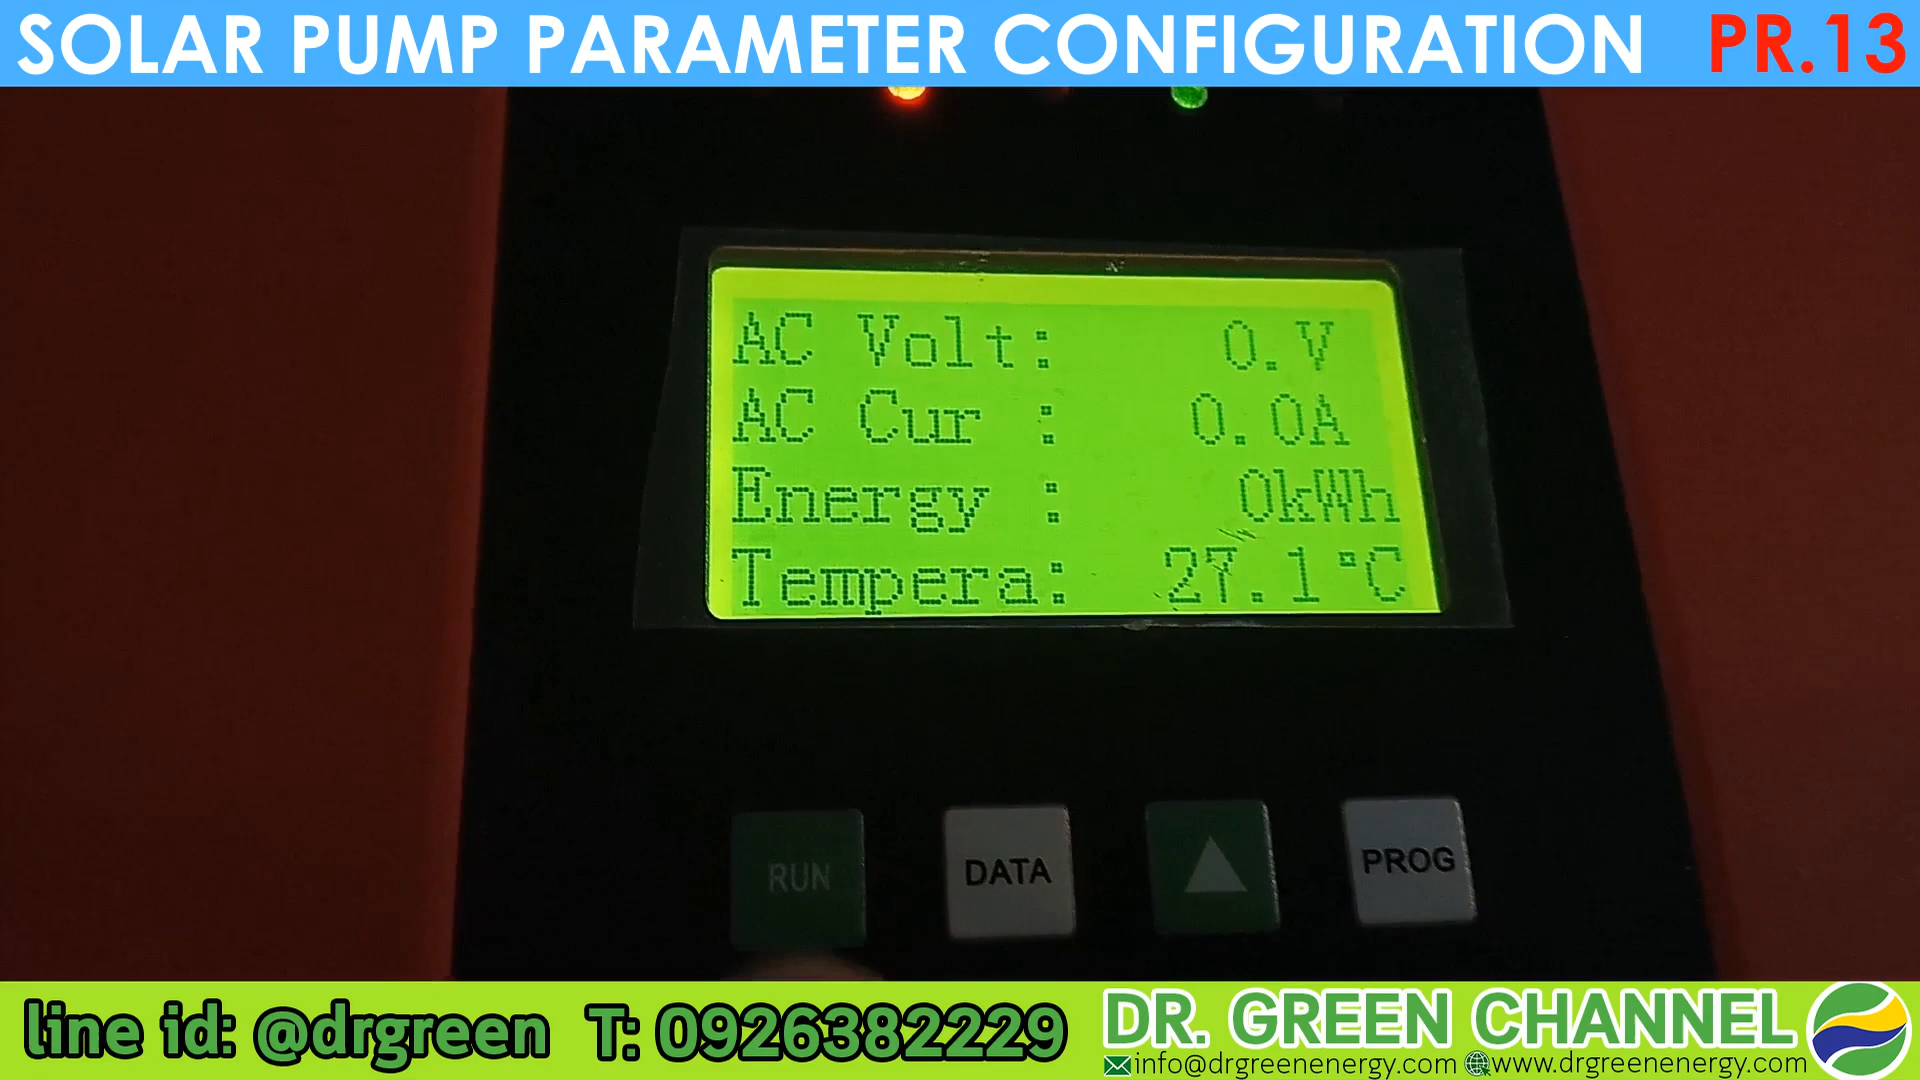 SOLAR PUMP PARAMETER CONFIGURATION PR.13
AC Volt: 0.V
AC Cur : 0.0A
Energy : 0kWh
Tempera: 27.1°C
RUN DATA PROG
line id: @drgreen T: 0926382229
DR. GREEN CHANNEL
info@drgreenenergy.com www.drgreenenergy.com